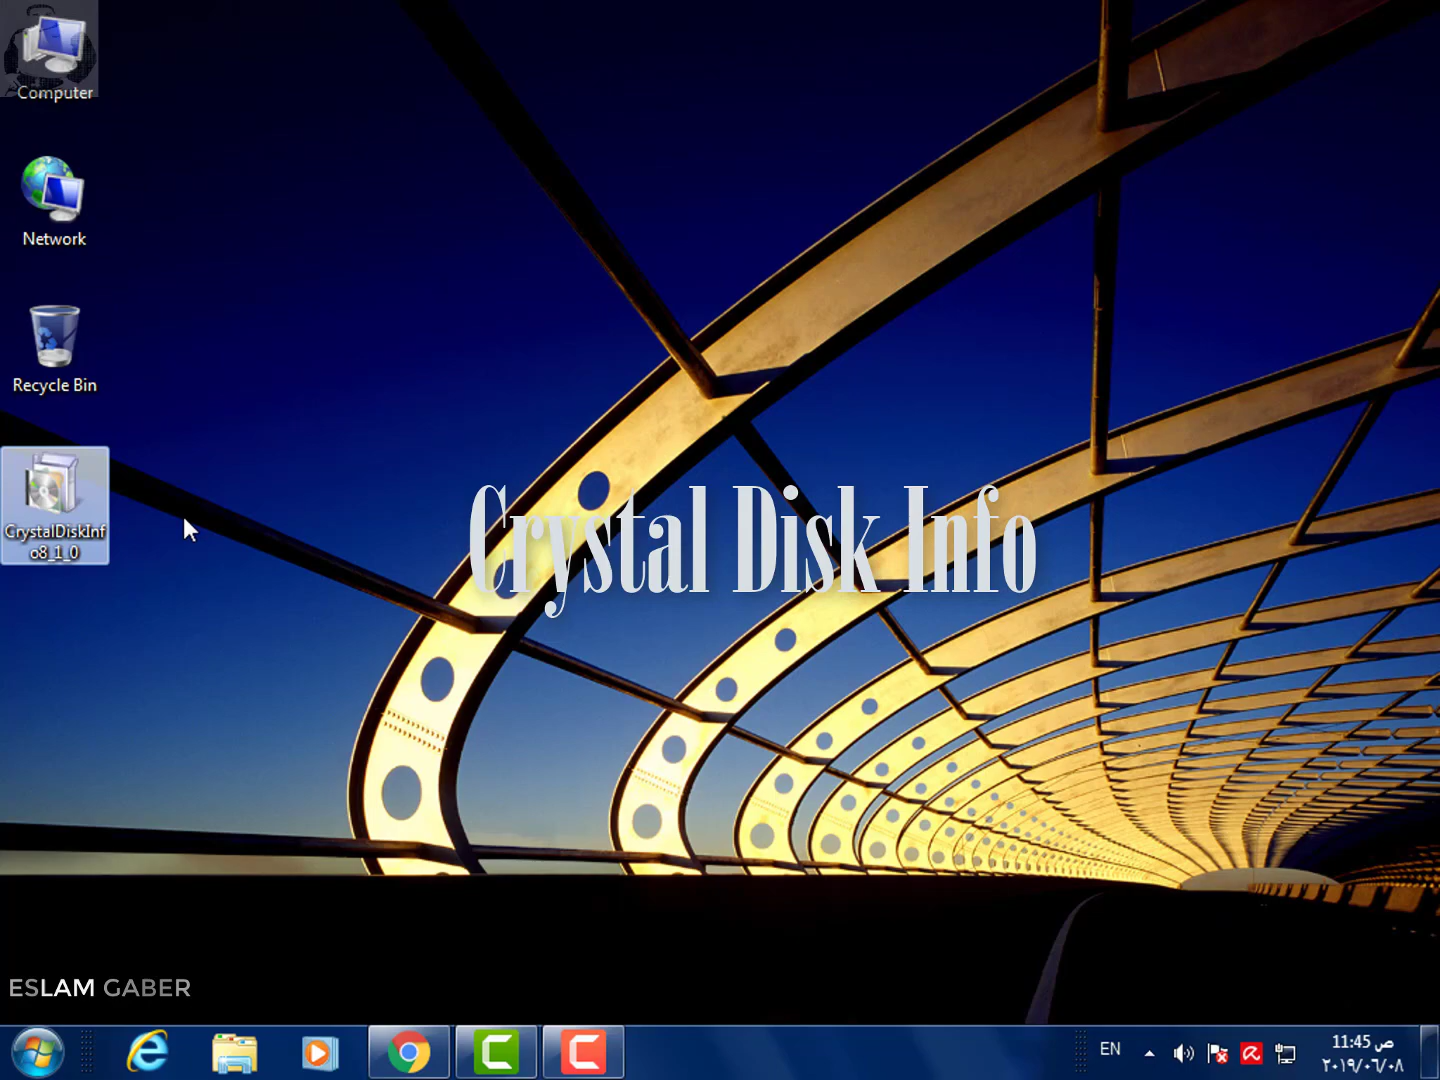 Computer
Network
Recycle Bin
CrystalDiskInf
o8_1_0
Crystal Disk Info
ESLAM GABER
EN
11:45 ص
٢٠١٩/٠٦/٠٨